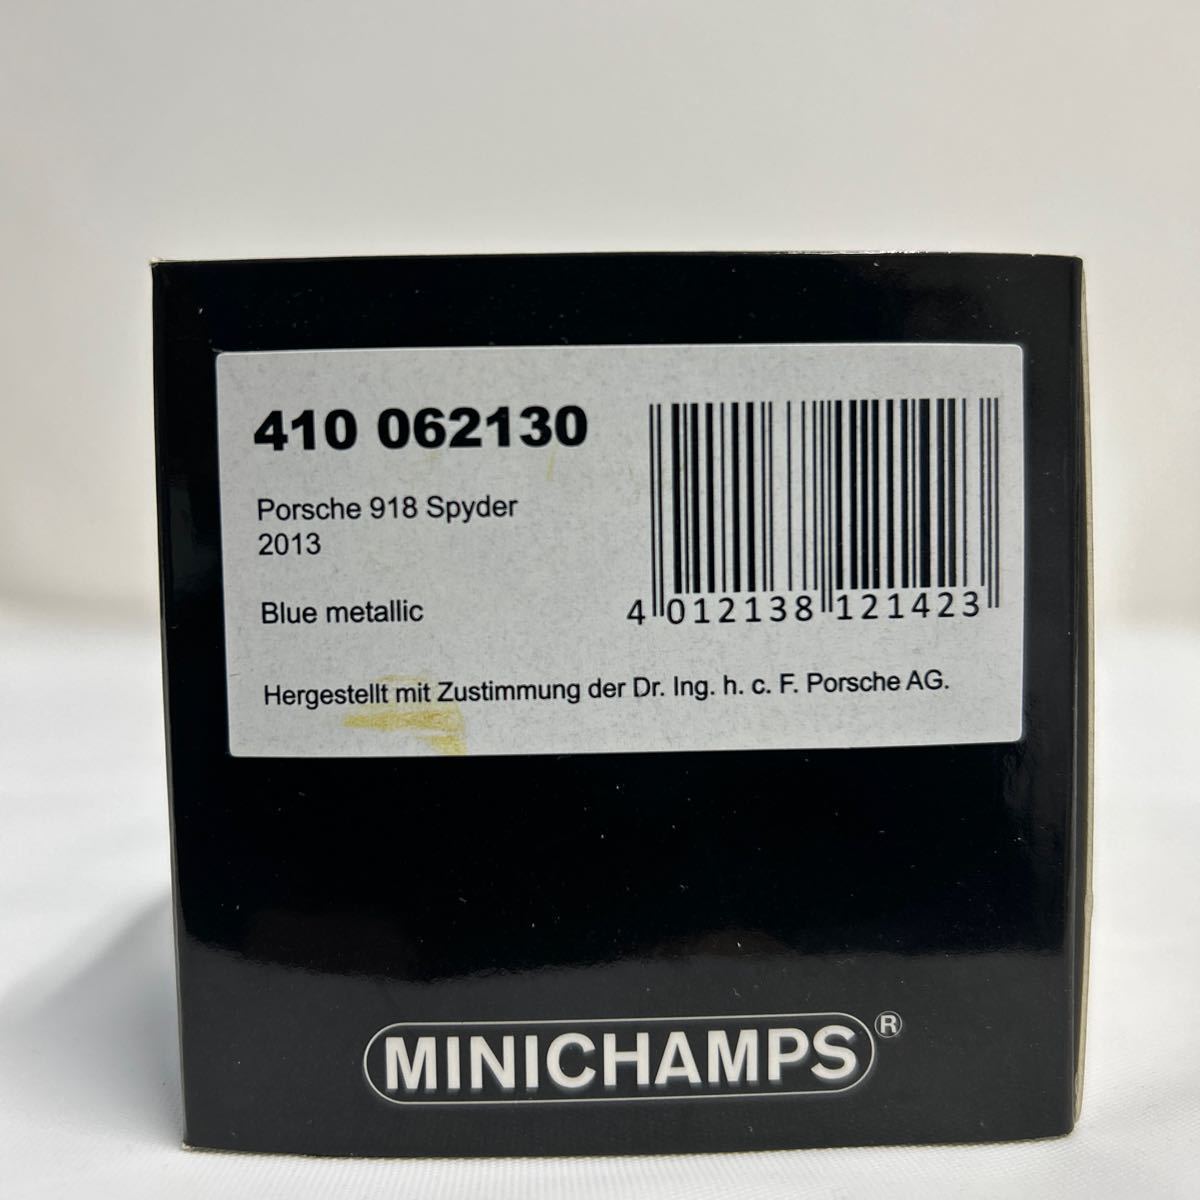 410 062130
Porsche 918 Spyder
2013
Blue metallic
4 012138 121423
Hergestellt mit Zustimmung der Dr. Ing. h. c. F. Porsche AG.
MINICHAMPS®